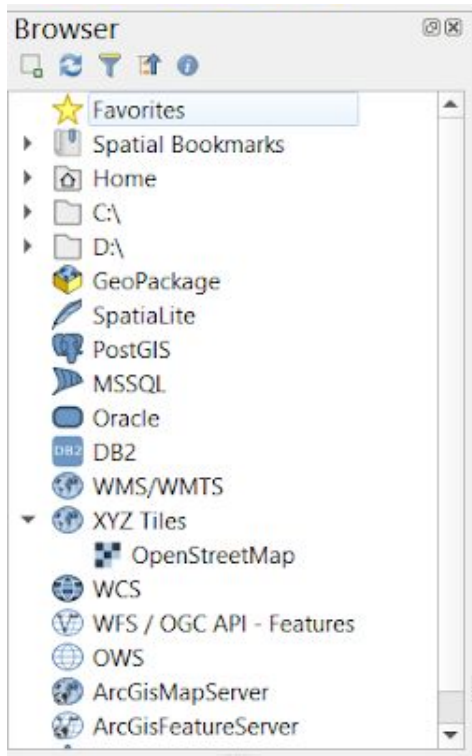 Browser
Favorites
Spatial Bookmarks
Home
C:\
D:\
GeoPackage
SpatiaLite
PostGIS
MSSQL
Oracle
DB2 DB2
WMS/WMTS
XYZ Tiles
OpenStreetMap
WCS
WFS / OGC API - Features
OWS
ArcGisMapServer
ArcGisFeatureServer